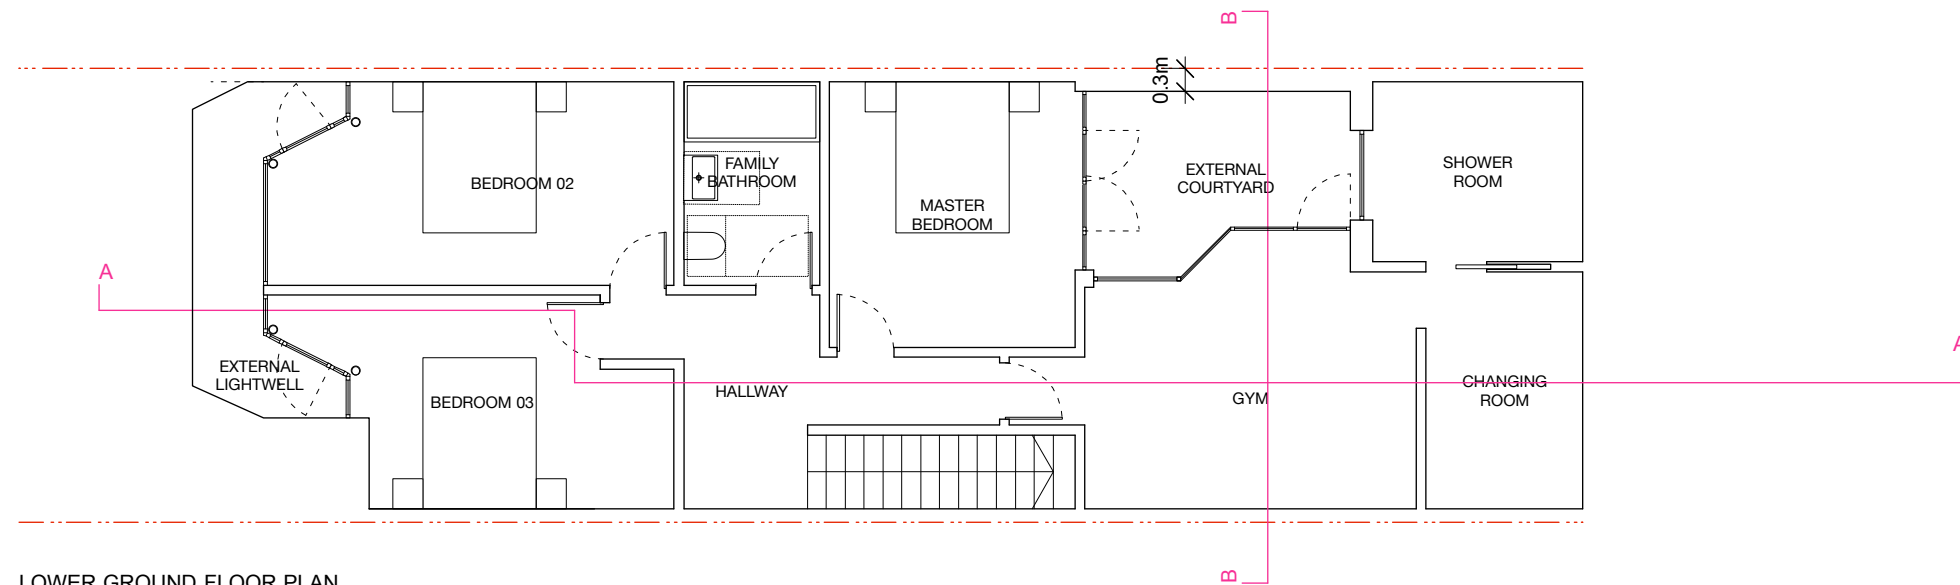 B
0.3m
FAMILY
BATHROOM
BEDROOM 02
MASTER
BEDROOM
EXTERNAL
COURTYARD
SHOWER
ROOM
A
A
EXTERNAL
LIGHTWELL
BEDROOM 03
HALLWAY
GYM
CHANGING
ROOM
B
LOWER GROUND FLOOR PLAN